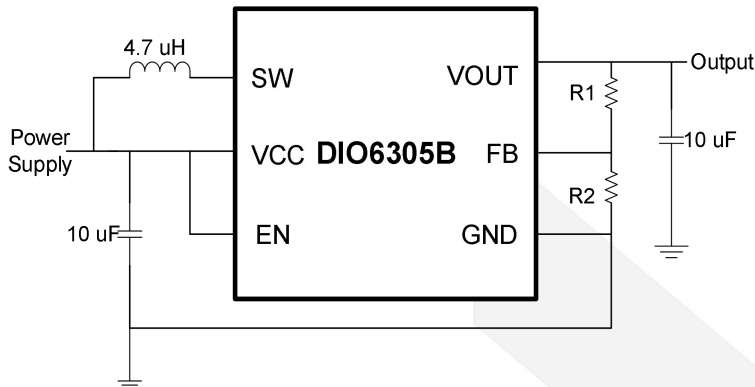 4.7 uH
SW
VOUT
Output
R1
Power
Supply
VCC
DIO6305B
FB
10 uF
R2
10 uF
EN
GND